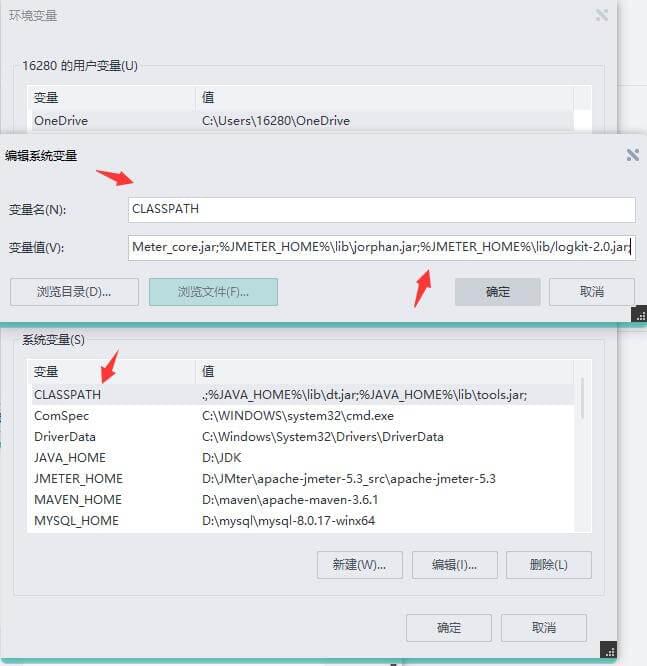 环境变量
16280 的用户变量(U)
变量 值
OneDrive C:\Users\16280\OneDrive
编辑系统变量
变量名(N): CLASSPATH
变量值(V): Meter_core.jar;%JMETER_HOME%\lib\jorphan.jar;%JMETER_HOME%\lib/logkit-2.0.jar;
浏览目录(D)... 浏览文件(F)... 确定 取消
系统变量(S)
变量 值
CLASSPATH .;%JAVA_HOME%\lib\dt.jar;%JAVA_HOME%\lib\tools.jar;
ComSpec C:\WINDOWS\system32\cmd.exe
DriverData C:\Windows\System32\Drivers\DriverData
JAVA_HOME D:\JDK
JMETER_HOME D:\JMter\apache-jmeter-5.3_src\apache-jmeter-5.3
MAVEN_HOME D:\maven\apache-maven-3.6.1
MYSQL_HOME D:\mysql\mysql-8.0.17-winx64
新建(W)... 编辑(I)... 删除(L)
确定 取消